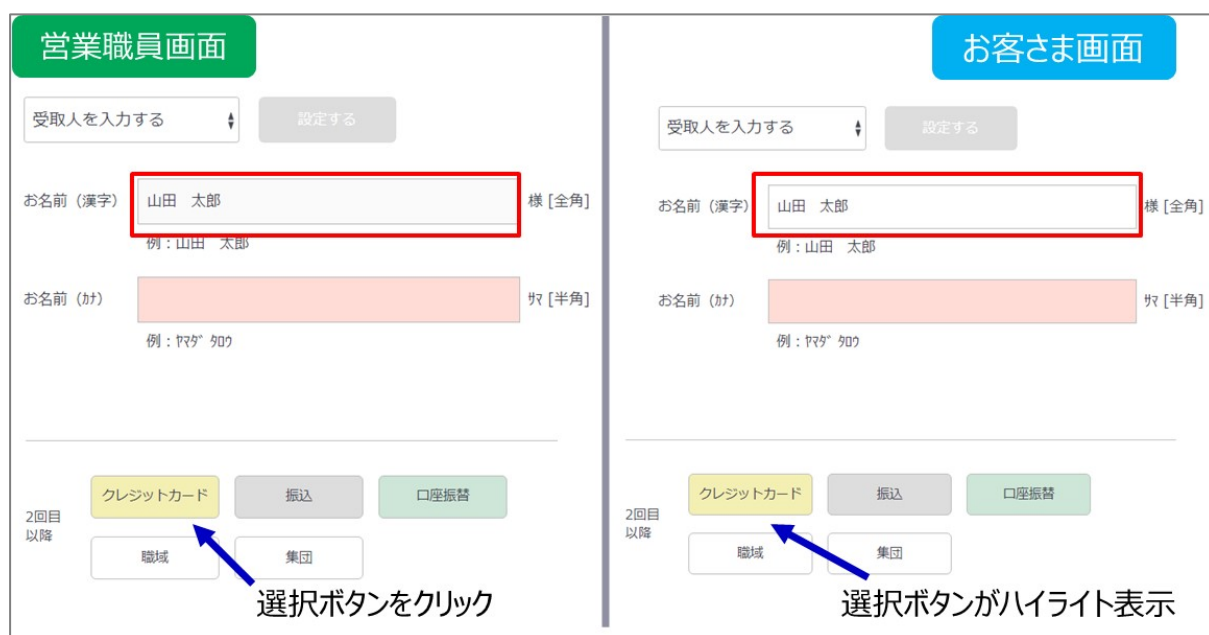 営業職員画面
受取人を入力する
設定する
お名前（漢字）
山田　太郎
様 [全角]
例：山田　太郎
お名前（ｶﾅ）
ｻﾏ [半角]
例：ﾔﾏﾀﾞ ﾀﾛｳ
2回目
以降
クレジットカード
振込
口座振替
職域
集団
選択ボタンをクリック
お客さま画面
受取人を入力する
設定する
お名前（漢字）
山田　太郎
様 [全角]
例：山田　太郎
お名前（ｶﾅ）
ｻﾏ [半角]
例：ﾔﾏﾀﾞ ﾀﾛｳ
2回目
以降
クレジットカード
振込
口座振替
職域
集団
選択ボタンがハイライト表示